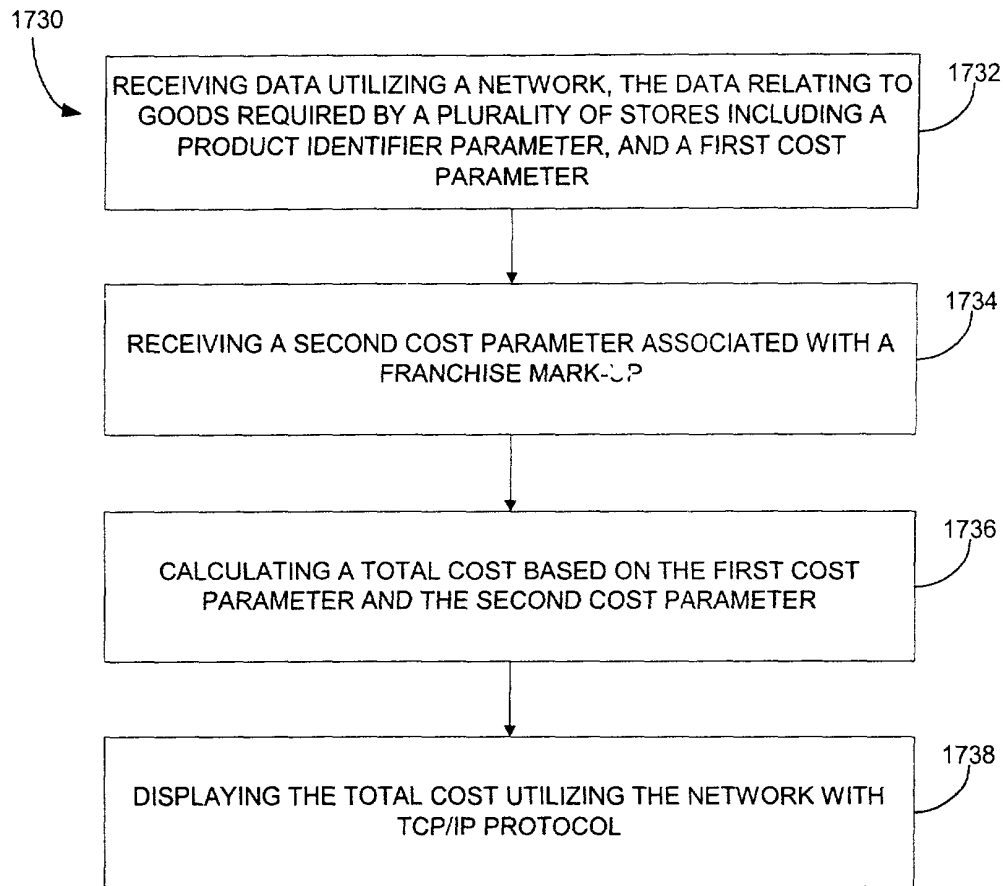 1730
RECEIVING DATA UTILIZING A NETWORK, THE DATA RELATING TO
GOODS REQUIRED BY A PLURALITY OF STORES INCLUDING A
PRODUCT IDENTIFIER PARAMETER, AND A FIRST COST
PARAMETER
1732
RECEIVING A SECOND COST PARAMETER ASSOCIATED WITH A
FRANCHISE MARK-UP
1734
CALCULATING A TOTAL COST BASED ON THE FIRST COST
PARAMETER AND THE SECOND COST PARAMETER
1736
DISPLAYING THE TOTAL COST UTILIZING THE NETWORK WITH
TCP/IP PROTOCOL
1738